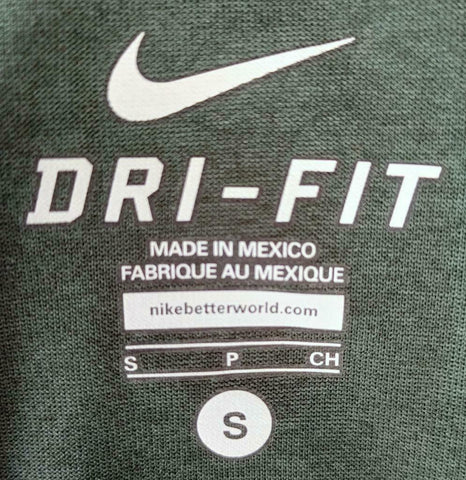 DRI-FIT
MADE IN MEXICO
FABRIQUE AU MEXIQUE
nikebetterworld.com
S P CH
S